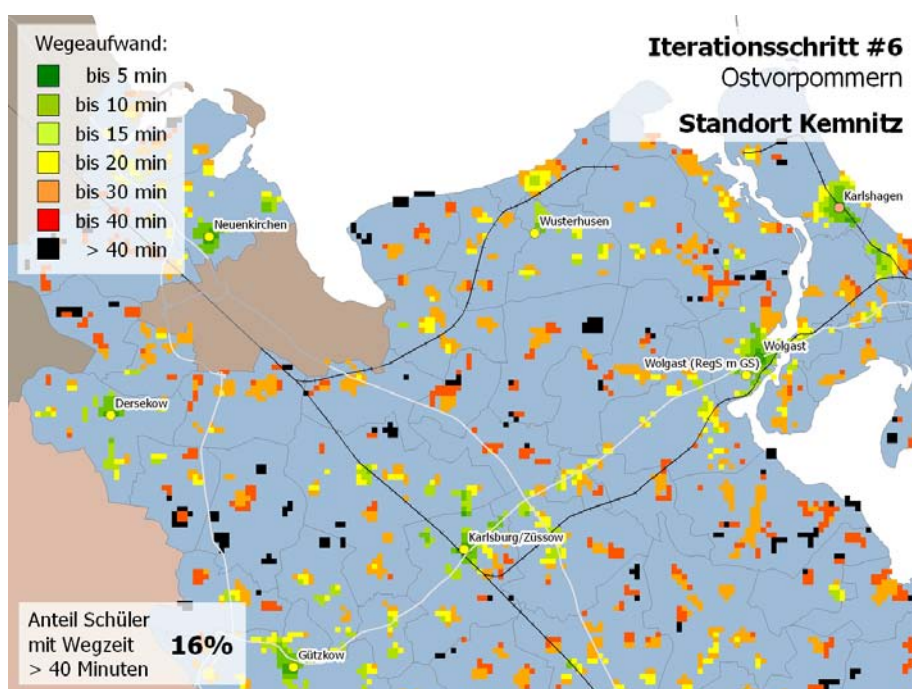 Wegeaufwand:
bis 5 min
bis 10 min
bis 15 min
bis 20 min
bis 30 min
bis 40 min
> 40 min
Iterationsschritt #6
Ostvorpommern
Standort Kemnitz
Karlshagen
Neuenkirchen
Wusterhusen
Wolgast
Wolgast (RegS m GS)
Dersekow
Karlsburg/Züssow
Gützkow
Anteil Schüler
mit Wegzeit 16%
> 40 Minuten